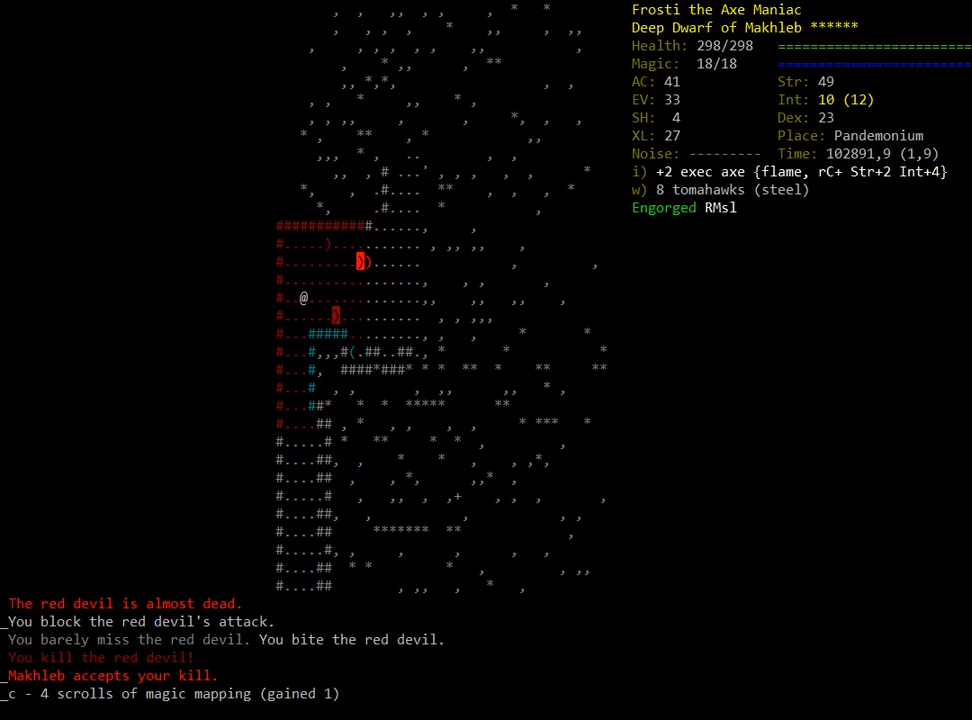 Frosti the Axe Maniac
Deep Dwarf of Makhleb ******
Health: 298/298
Magic: 18/18
AC: 41 Str: 49
EV: 33 Int: 10 (12)
SH: 4 Dex: 23
XL: 27 Place: Pandemonium
Noise: --------- Time: 102891,9 (1,9)
i) +2 exec axe {flame, rC+ Str+2 Int+4}
w) 8 tomahawks (steel)
Engorged RMsl
The red devil is almost dead.
_You block the red devil's attack.
You barely miss the red devil. You bite the red devil.
You kill the red devil!
_Makhleb accepts your kill.
_c - 4 scrolls of magic mapping (gained 1)